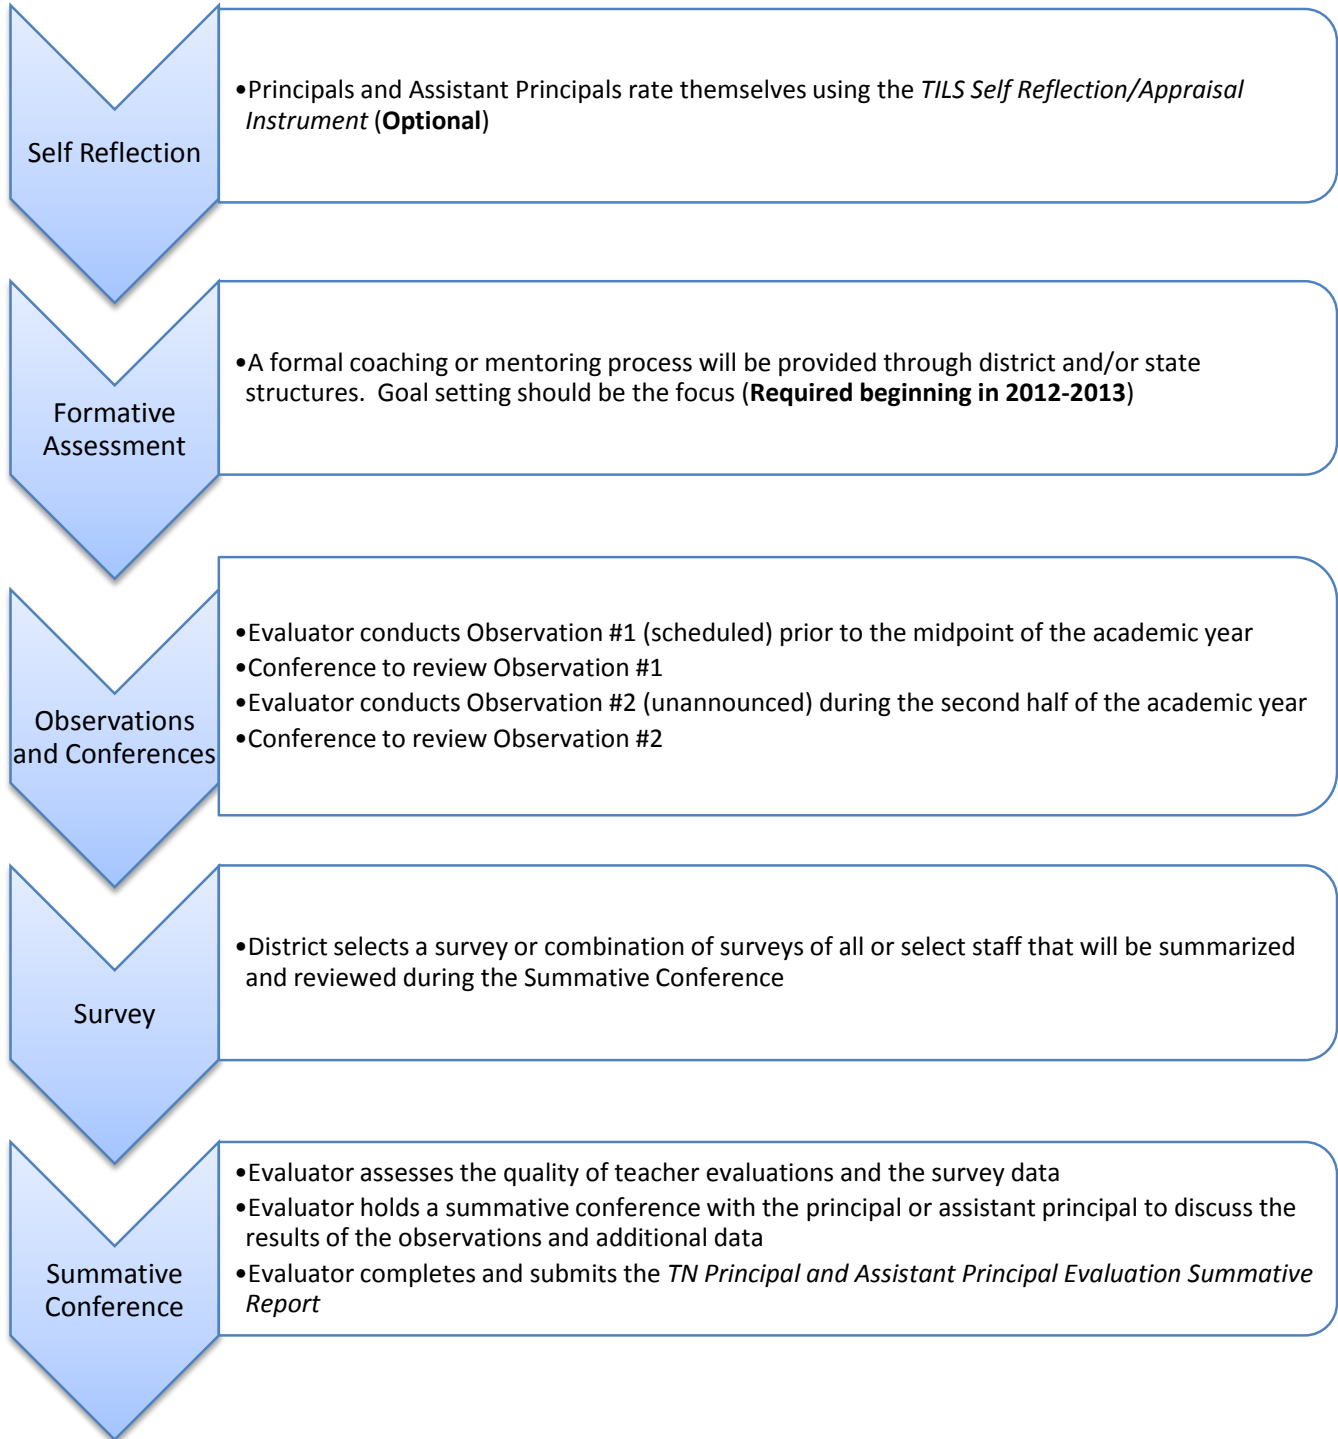 Self Reflection
•Principals and Assistant Principals rate themselves using the TILS Self Reflection/Appraisal
Instrument (Optional)
Formative
Assessment
•A formal coaching or mentoring process will be provided through district and/or state
structures.  Goal setting should be the focus (Required beginning in 2012-2013)
Observations
and Conferences
•Evaluator conducts Observation #1 (scheduled) prior to the midpoint of the academic year
•Conference to review Observation #1
•Evaluator conducts Observation #2 (unannounced) during the second half of the academic year
•Conference to review Observation #2
Survey
•District selects a survey or combination of surveys of all or select staff that will be summarized
and reviewed during the Summative Conference
Summative
Conference
•Evaluator assesses the quality of teacher evaluations and the survey data
•Evaluator holds a summative conference with the principal or assistant principal to discuss the
results of the observations and additional data
•Evaluator completes and submits the TN Principal and Assistant Principal Evaluation Summative
Report